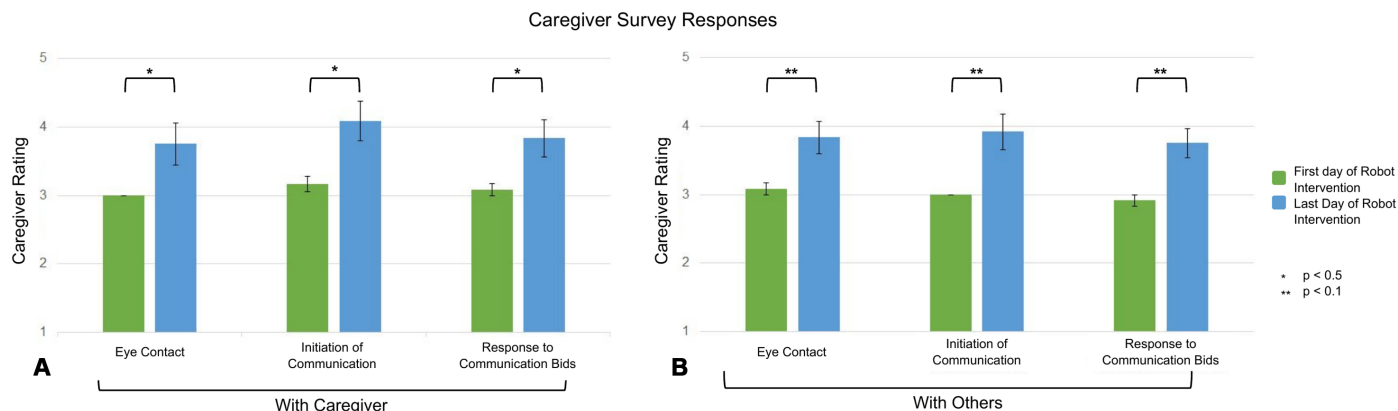 Caregiver Survey Responses
5
4
3
2
1
Caregiver Rating
*
*
*
Eye Contact
Initiation of
Communication
Response to
Communication Bids
A
With Caregiver
5
4
3
2
1
Caregiver Rating
**
**
**
Eye Contact
Initiation of
Communication
Response to
Communication Bids
B
With Others
First day of Robot
Intervention
Last Day of Robot
Intervention
* p < 0.5
** p < 0.1